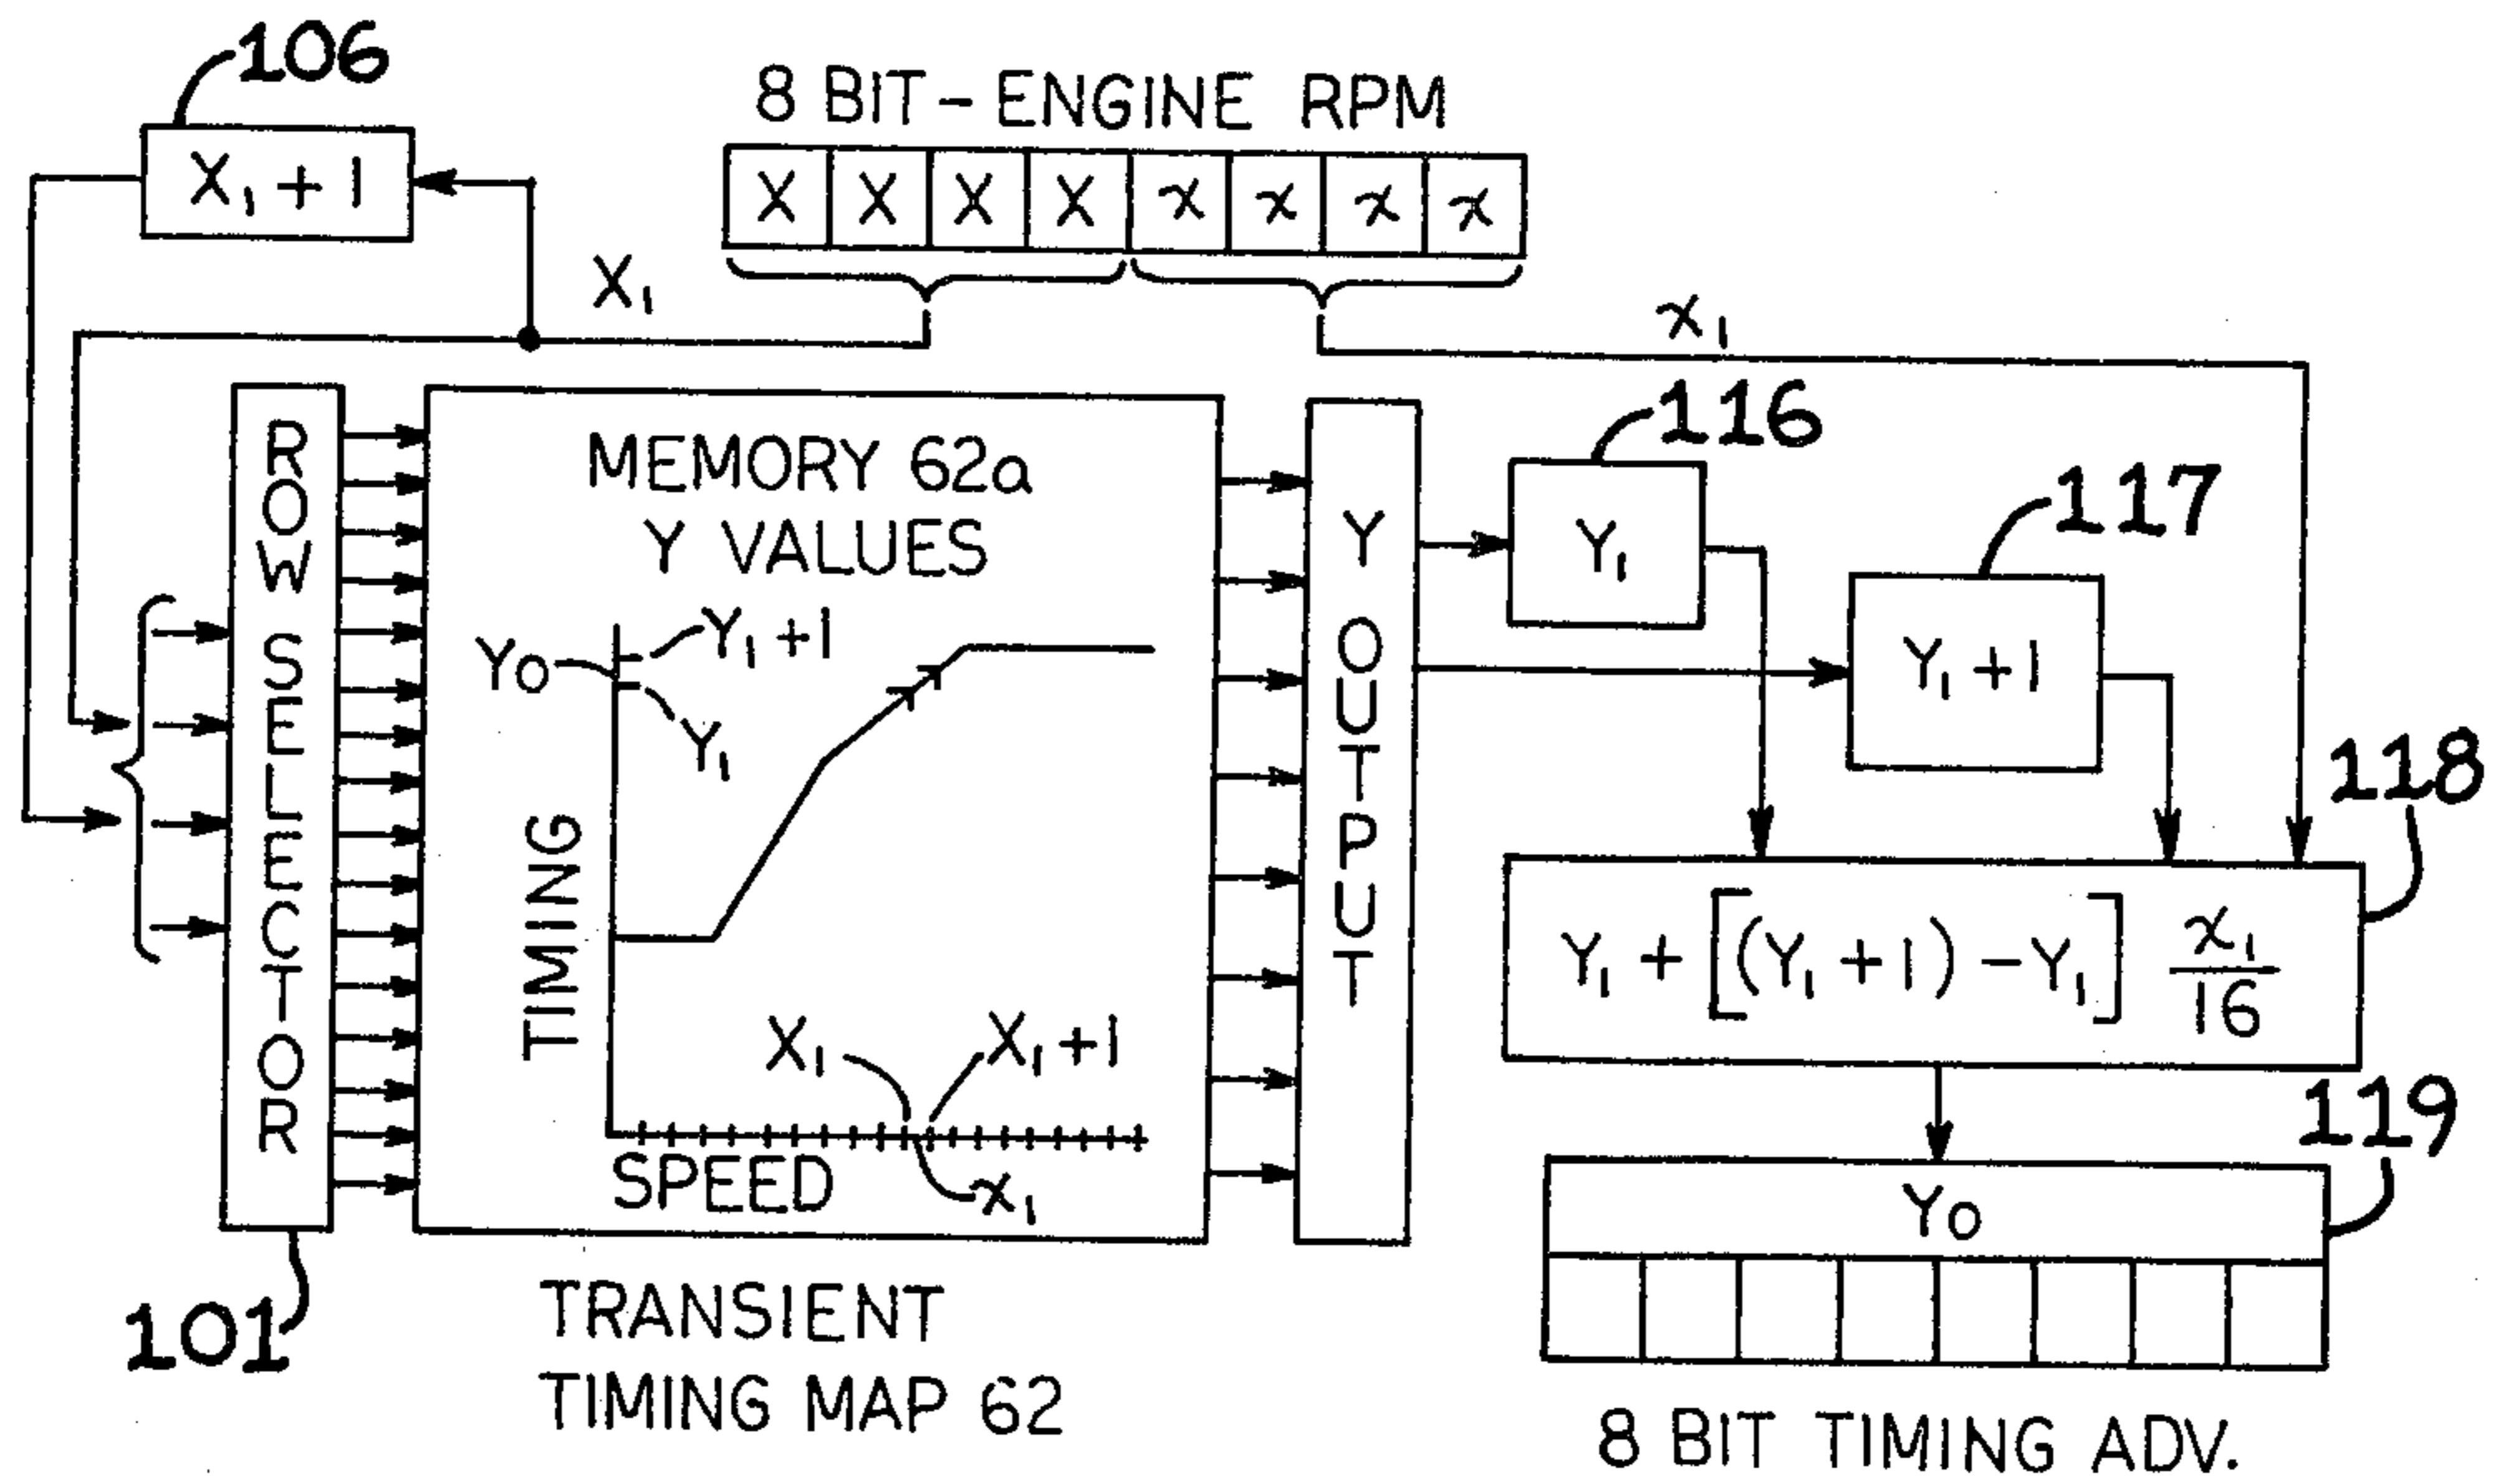 106
8 BIT-ENGINE RPM
X₁ + 1
X X X X x x x x
X₁
x₁
ROW SELECTOR
MEMORY 62a
Y VALUES
Y OUTPUT
116
Y₁
117
Y₁ + 1
Y₁ + 1
Y₀
Y₁
TIMING
118
Y₁ + [(Y₁ + 1) - Y₁] x₁/16
X₁
X₁ + 1
SPEED
x₁
119
Y₀
101
TRANSIENT
TIMING MAP 62
8 BIT TIMING ADV.